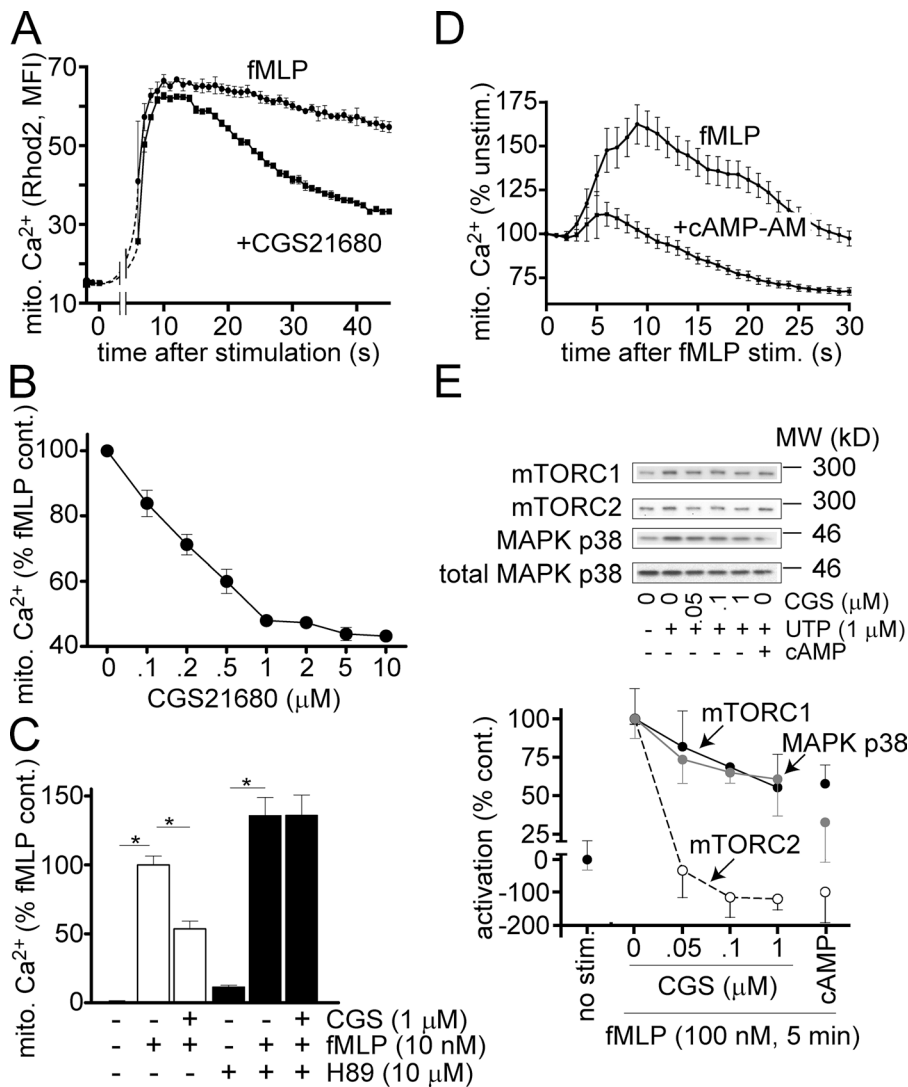 A
mito. Ca²⁺ (Rhod2, MFI)
70
50
30
10
fMLP
+CGS21680
0
10
20
30
40
time after stimulation (s)
D
mito. Ca²⁺ (% unstim.)
175
150
125
100
75
fMLP
+cAMP-AM
0 5 10 15 20 25 30
time after fMLP stim. (s)
B
mito. Ca²⁺ (% fMLP cont.)
100
80
60
40
0 .1 .2 .5 1 2 5 10
CGS21680 (µM)
C
mito. Ca²⁺ (% fMLP cont.)
150
100
50
0
* * *
- - + - - + CGS (1 µM)
- + + - + + fMLP (10 nM)
- - - + + + H89 (10 µM)
E
MW (kD)
mTORC1 300
mTORC2 300
MAPK p38 46
total MAPK p38 46
0 0 .05 .1 1 0 CGS (µM)
- + + + + + UTP (1 µM)
- - - - - + cAMP
activation (% cont.)
100
75
50
25
0
-100
-200
mTORC1
MAPK p38
mTORC2
no stim.
0 .05 .1 1
CGS (µM)
cAMP
fMLP (100 nM, 5 min)